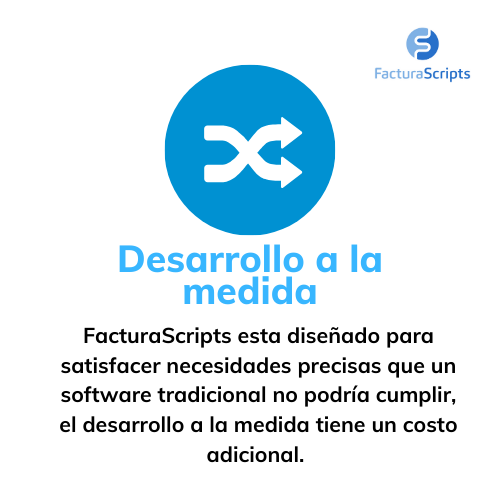 FacturaScripts
Desarrollo a la
medida
FacturaScripts esta diseñado para
satisfacer necesidades precisas que un
software tradicional no podría cumplir,
el desarrollo a la medida tiene un costo
adicional.